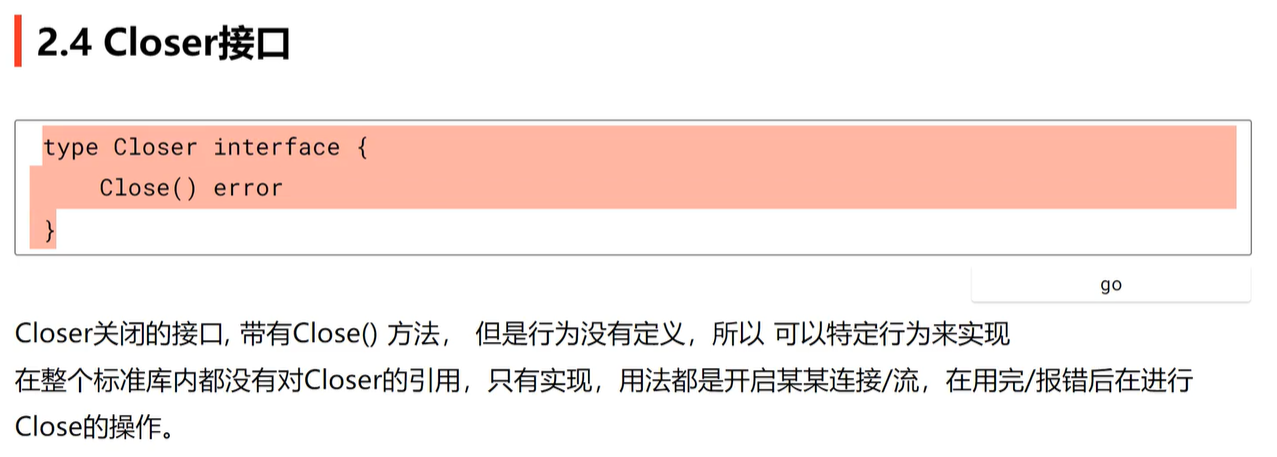 2.4 Closer接口
type Closer interface {
    Close() error
}
go
Closer关闭的接口, 带有Close() 方法， 但是行为没有定义，所以 可以特定行为来实现
在整个标准库内都没有对Closer的引用，只有实现，用法都是开启某某连接/流，在用完/报错后在进行
Close的操作。